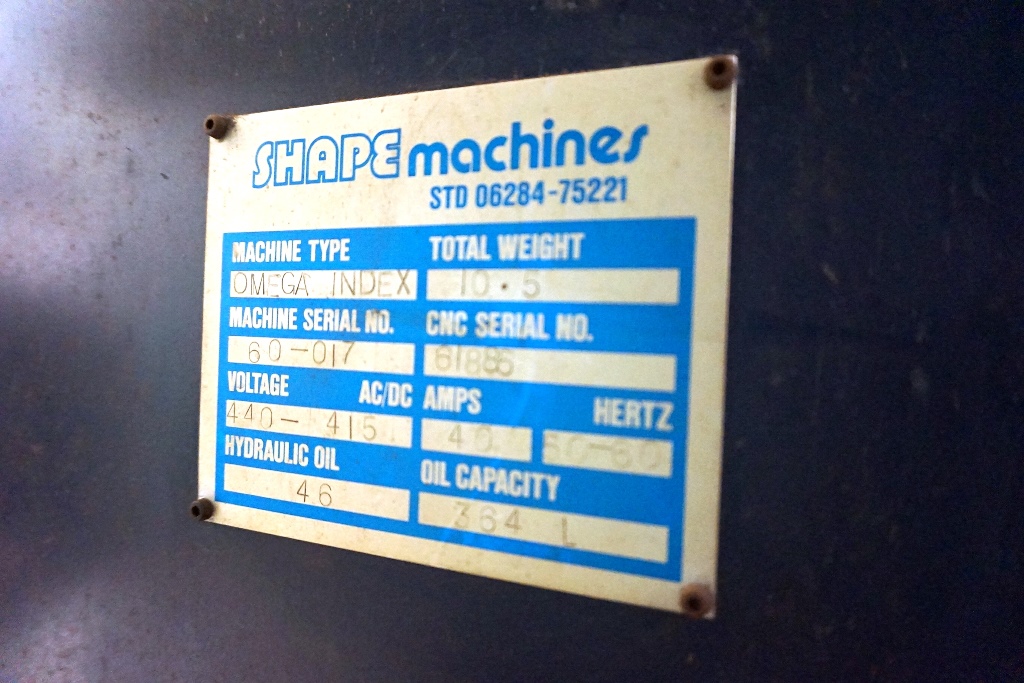 SHAPE machines
STD 06284-75221
MACHINE TYPE TOTAL WEIGHT
OMEGA INDEX 10.5
MACHINE SERIAL NO. CNC SERIAL NO.
60-017 61886
VOLTAGE AC/DC AMPS HERTZ
440- 415 40 50-60
HYDRAULIC OIL OIL CAPACITY
46 364 L